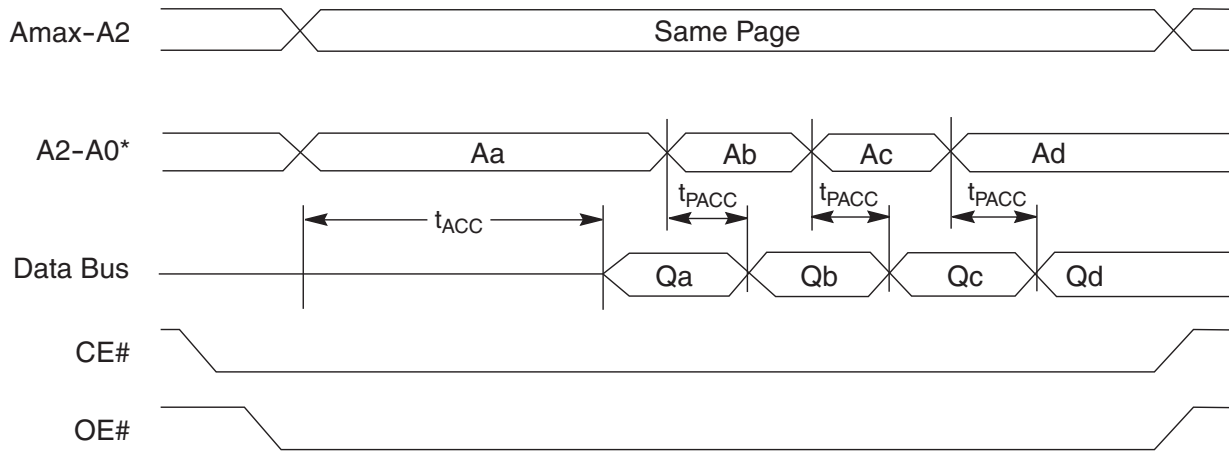 Amax-A2
Same Page
A2-A0*
Aa
Ab
Ac
Ad
tACC
tPACC
tPACC
tPACC
Data Bus
Qa
Qb
Qc
Qd
CE#
OE#